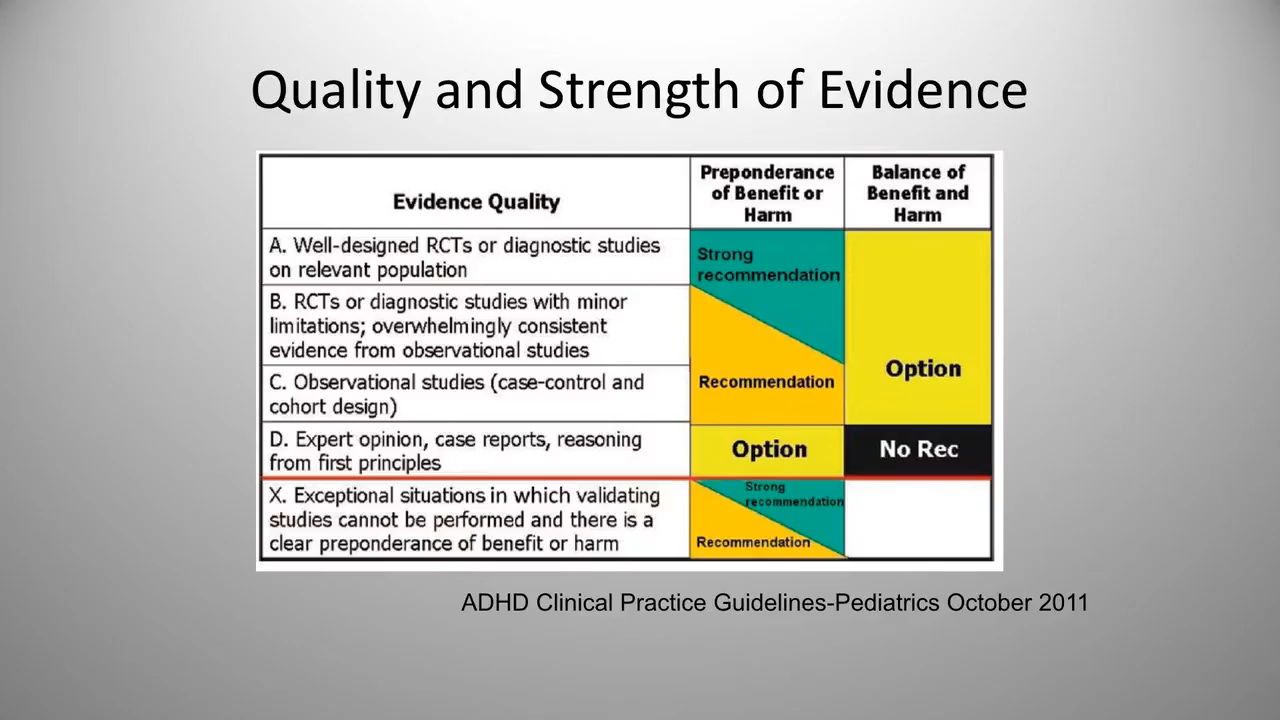 Quality and Strength of Evidence
Evidence Quality
Preponderance
of Benefit or
Harm
Balance of
Benefit and
Harm
A. Well-designed RCTs or diagnostic studies
on relevant population
Strong
recommendation
B. RCTs or diagnostic studies with minor
limitations; overwhelmingly consistent
evidence from observational studies
C. Observational studies (case-control and
cohort design)
Recommendation
Option
D. Expert opinion, case reports, reasoning
from first principles
Option
No Rec
X. Exceptional situations in which validating
studies cannot be performed and there is a
clear preponderance of benefit or harm
Strong
recommendation
Recommendation
ADHD Clinical Practice Guidelines-Pediatrics October 2011